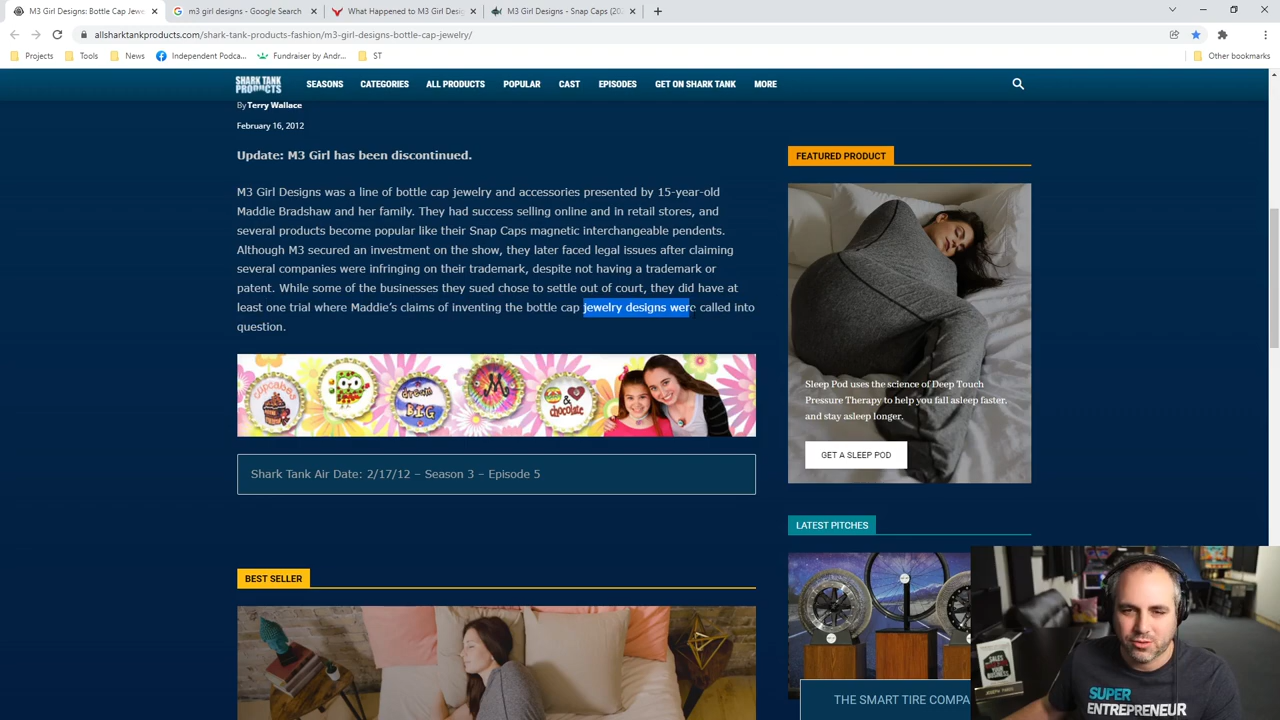 M3 Girl Designs: Bottle Cap Jew
m3 girl designs - Google Search
What Happened to M3 Girl Desi
M3 Girl Designs - Snap Caps (20
allsharktankproducts.com/shark-tank-products-fashion/m3-girl-designs-bottle-cap-jewelry/
Projects Tools News Independent Podca... Fundraiser by Andr... ST Other bookmarks
SHARK TANK
PRODUCTS
SEASONS CATEGORIES ALL PRODUCTS POPULAR CAST EPISODES GET ON SHARK TANK MORE
By Terry Wallace
February 16, 2012
Update: M3 Girl has been discontinued.
M3 Girl Designs was a line of bottle cap jewelry and accessories presented by 15-year-old
Maddie Bradshaw and her family. They had success selling online and in retail stores, and
several products become popular like their Snap Caps magnetic interchangeable pendents.
Although M3 secured an investment on the show, they later faced legal issues after claiming
several companies were infringing on their trademark, despite not having a trademark or
patent. While some of the businesses they sued chose to settle out of court, they did have at
least one trial where Maddie's claims of inventing the bottle cap jewelry designs were called into
question.
cupcakes
DREAM
BIG
M
&
chocolate
Shark Tank Air Date: 2/17/12 – Season 3 – Episode 5
BEST SELLER
FEATURED PRODUCT
Sleep Pod uses the science of Deep Touch
Pressure Therapy to help you fall asleep faster,
and stay asleep longer.
GET A SLEEP POD
LATEST PITCHES
THE SMART TIRE COMPA
SALES
YOUR
BUSINESS
SUPER
ENTREPRENEUR